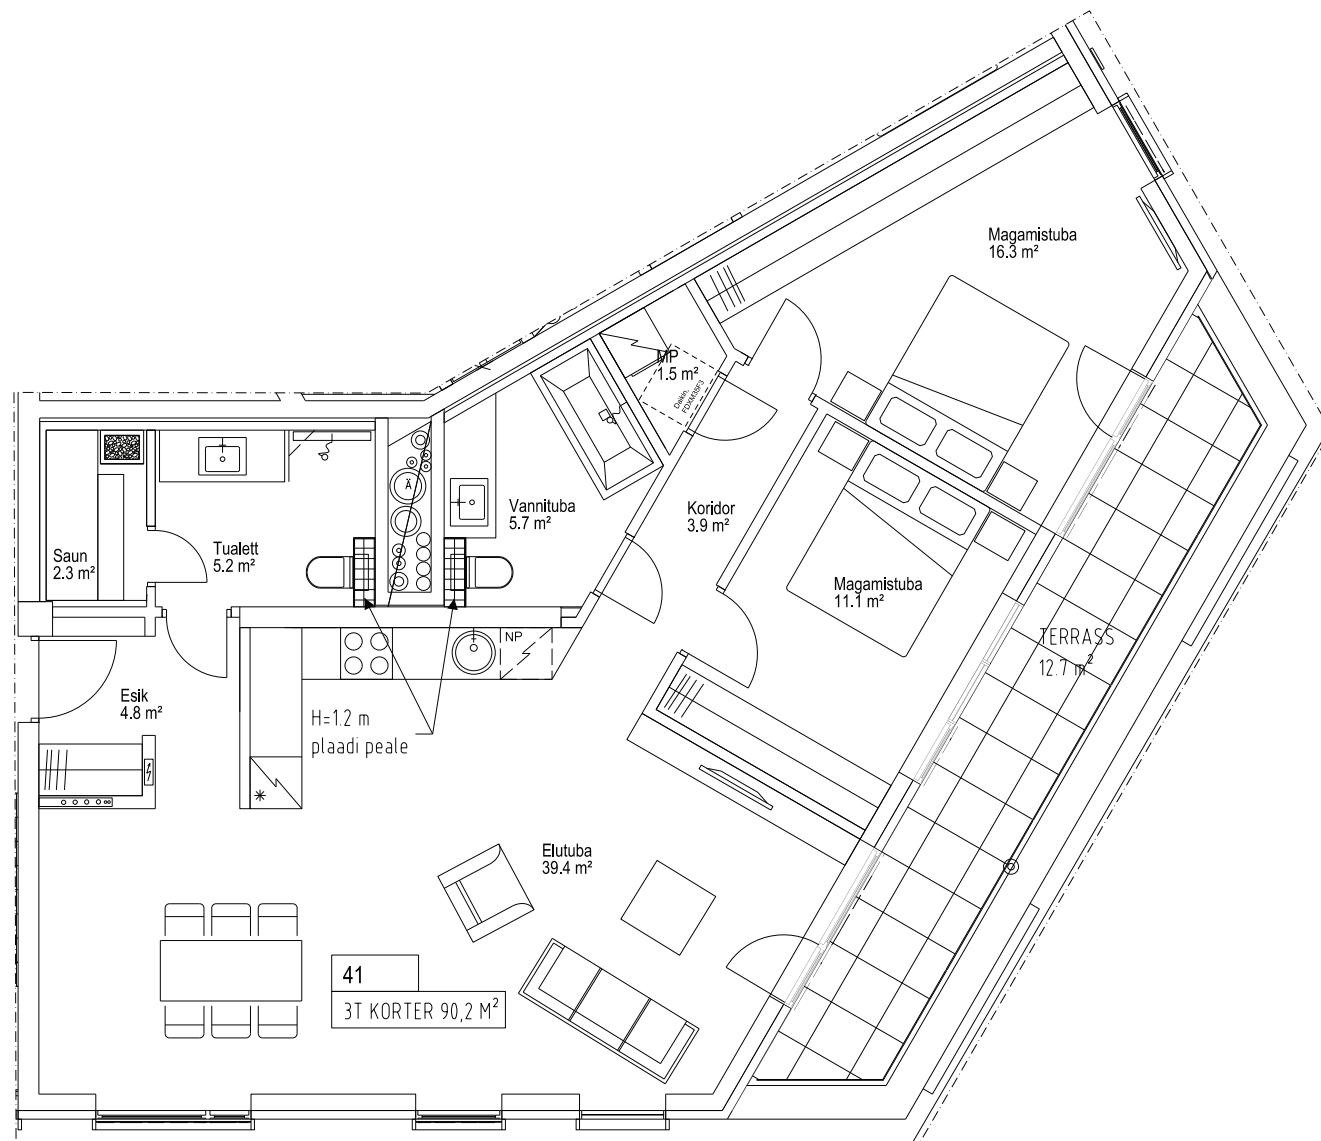 Magamistuba
16.3 m²
MP
1.5 m²
Daikin
FDXM35F3
Ä
Vannituba
5.7 m²
Koridor
3.9 m²
Saun
2.3 m²
Tualett
5.2 m²
Magamistuba
11.1 m²
TERRASS
12.7 m²
NP
Esik
4.8 m²
H=1.2 m
plaadi peale
*
Elutuba
39.4 m²
41
3T KORTER 90,2 M²